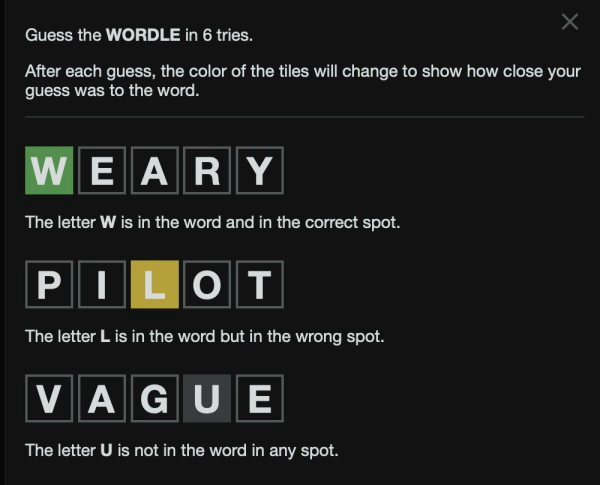 Guess the WORDLE in 6 tries.
After each guess, the color of the tiles will change to show how close your
guess was to the word.
W E A R Y
The letter W is in the word and in the correct spot.
P I L O T
The letter L is in the word but in the wrong spot.
V A G U E
The letter U is not in the word in any spot.